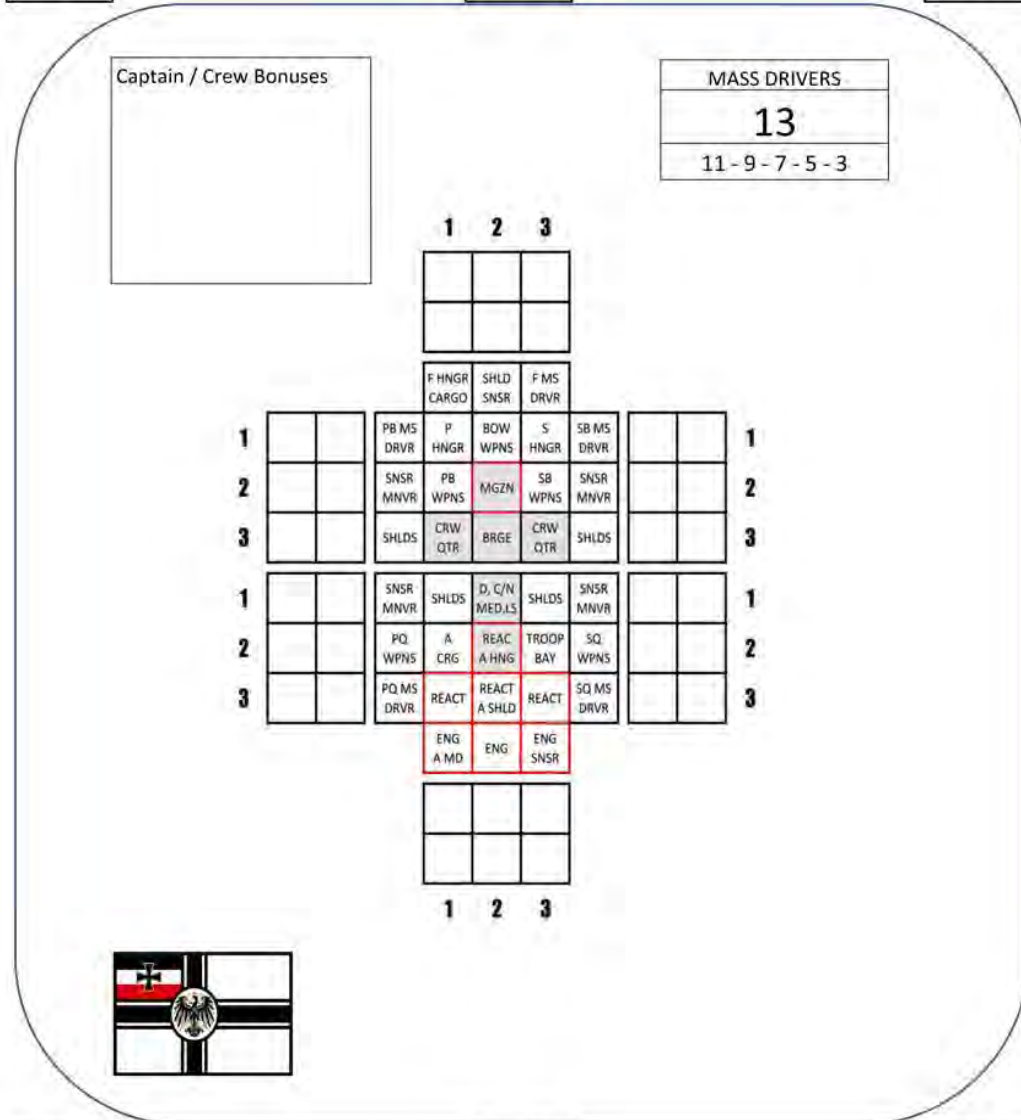 Captain / Crew Bonuses
MASS DRIVERS
13
11 - 9 - 7 - 5 - 3
1 2 3
F HNGR SHLD F MS
CARGO SNSR DRVR
1 PB MS P BOW S SB MS 1
DRVR HNGR WPNS HNGR DRVR
2 SNSR PB MGZN SB SNSR 2
MNVR WPNS WPNS MNVR
3 SHLDS CRW BRGE CRW SHLDS 3
QTR QTR
1 SNSR SHLDS D, C/N SHLDS SNSR 1
MNVR MED,LS MNVR
2 PQ A REAC TROOP SQ 2
WPNS CRG A HNG BAY WPNS
3 PQ MS REACT REACT REACT SQ MS 3
DRVR A SHLD DRVR
ENG ENG ENG
A MD SNSR
1 2 3